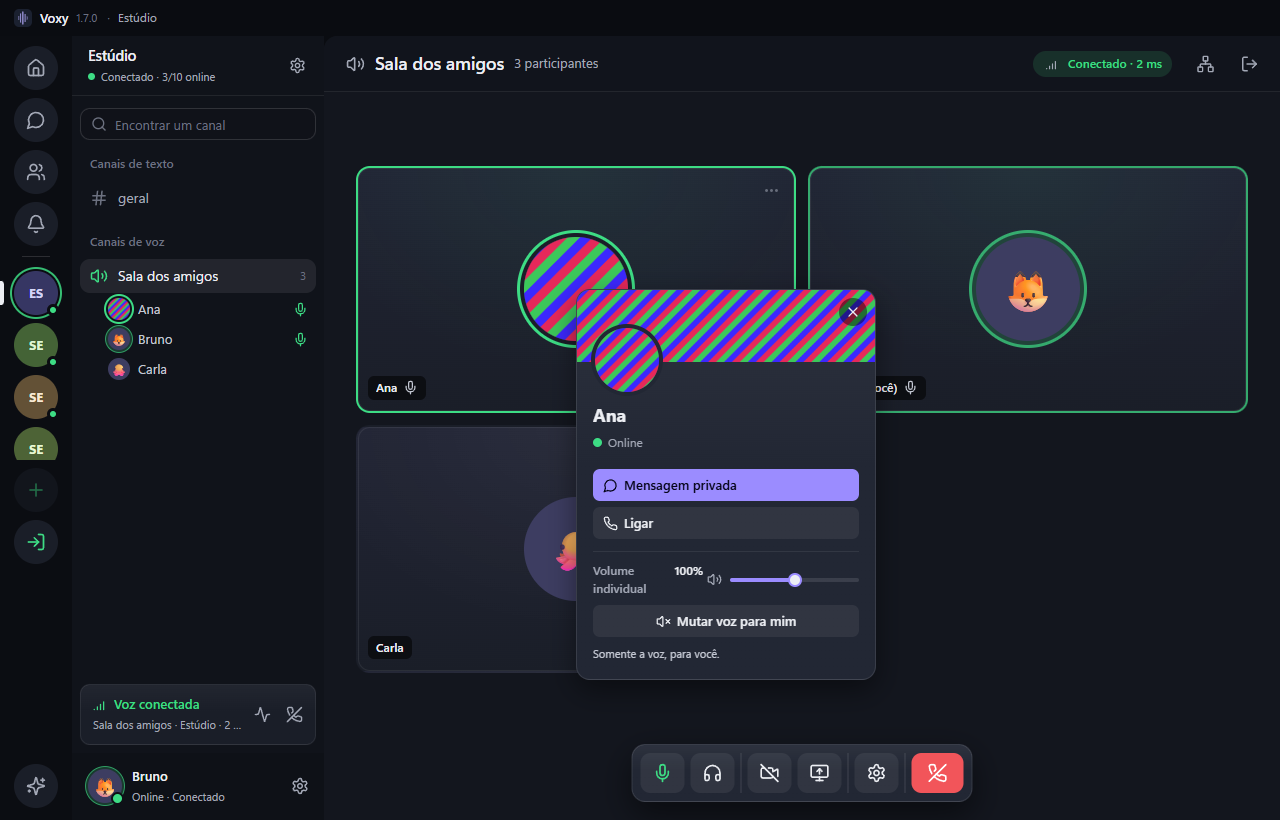 Voxy 1.7.0 · Estúdio
Estúdio
Conectado · 3/10 online
Sala dos amigos 3 participantes
Conectado · 2 ms
Encontrar um canal
Canais de texto
geral
Canais de voz
Sala dos amigos 3
Ana
Bruno
Carla
ES
SE
SE
SE
Ana
ocê)
Carla
Ana
Online
Mensagem privada
Ligar
Volume individual 100%
Mutar voz para mim
Somente a voz, para você.
Voz conectada
Sala dos amigos · Estúdio · 2 ...
Bruno
Online · Conectado